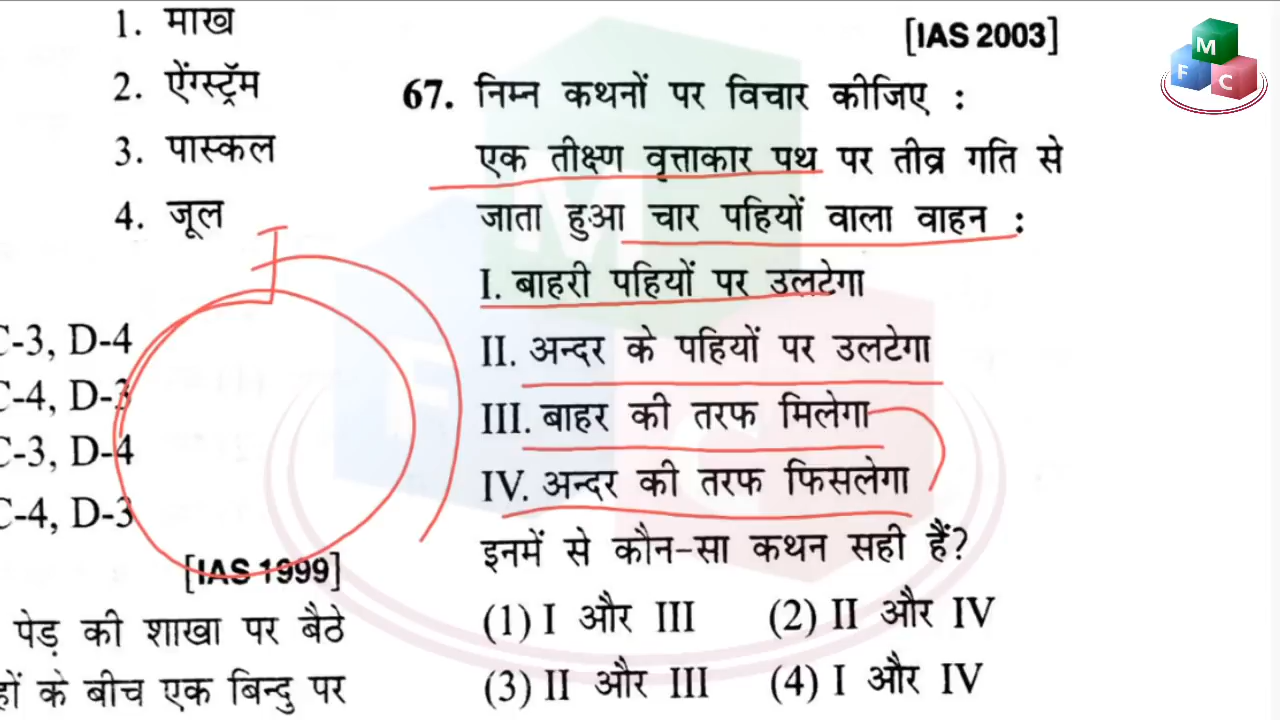 1. माख
2. ऐंग्स्ट्रॅम
3. पास्कल
4. जूल
C-3, D-4
C-4, D-3
C-3, D-4
C-4, D-3
[IAS 1999]
पेड़ की शाखा पर बैठे
के बीच एक बिन्दु पर
[IAS 2003]
67. निम्न कथनों पर विचार कीजिए :
एक तीक्ष्ण वृत्ताकार पथ पर तीव्र गति से
जाता हुआ चार पहियों वाला वाहन :
I. बाहरी पहियों पर उलटेगा
II. अन्दर के पहियों पर उलटेगा
III. बाहर की तरफ मिलेगा
IV. अन्दर की तरफ फिसलेगा
इनमें से कौन-सा कथन सही हैं?
(1) I और III (2) II और IV
(3) II और III (4) I और IV
M
F
C